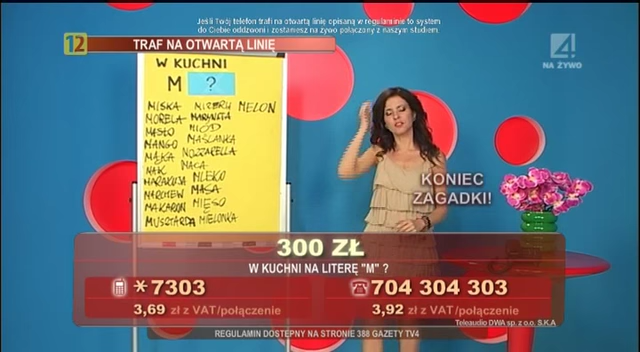 Jeśli Twój telefon trafi na otwartą linię opisaną w regulaminie to system
do Ciebie oddzwoni i zostaniesz na żywo połączony z naszym studiem.
12
TRAF NA OTWARTĄ LINIĘ
4
NA ŻYWO
W KUCHNI
M ?
MISKA
MORELA
MASŁO
MANGO
MĄKA
MAK
MARAKUJA
MAKARON
MUSZTARDA
MARYNATA
MIÓD
MAŚLANKA
MOZZARELLA
MACA
MLEKO
MASA
MIĘSO
MIELONKA
MELON
KONIEC
ZAGADKI!
300 ZŁ
W KUCHNI NA LITERĘ "M" ?
*7303
704 304 303
3,69 zł z VAT/połączenie
3,92 zł z VAT/połączenie
Teleaudio DWA sp. z o.o. S.K.A
REGULAMIN DOSTĘPNY NA STRONIE 388 GAZETY TV4